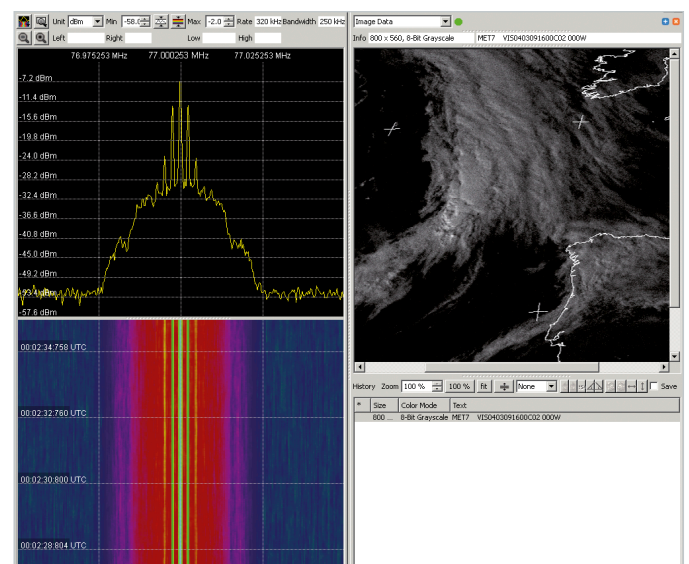 Unit dBm Min -58.0 Max -2.0 Rate 320 kHz Bandwidth 250 kHz
Left Right Low High
76.975253 MHz 77.000253 MHz 77.025253 MHz
-7.2 dBm
-11.4 dBm
-15.6 dBm
-19.8 dBm
-24.0 dBm
-28.2 dBm
-32.4 dBm
-36.6 dBm
-40.8 dBm
-45.0 dBm
-49.2 dBm
-53.4 dBm
-57.6 dBm
00:02:34:758 UTC
00:02:32:760 UTC
00:02:30:800 UTC
00:02:28:804 UTC
Image Data
Info 800 x 560, 8-Bit Grayscale MET7 VIS0403091600C02 000W
History Zoom 100 % 100 % fit None Save
* Size Color Mode Text
800 ... 8-Bit Grayscale MET7 VIS0403091600C02 000W